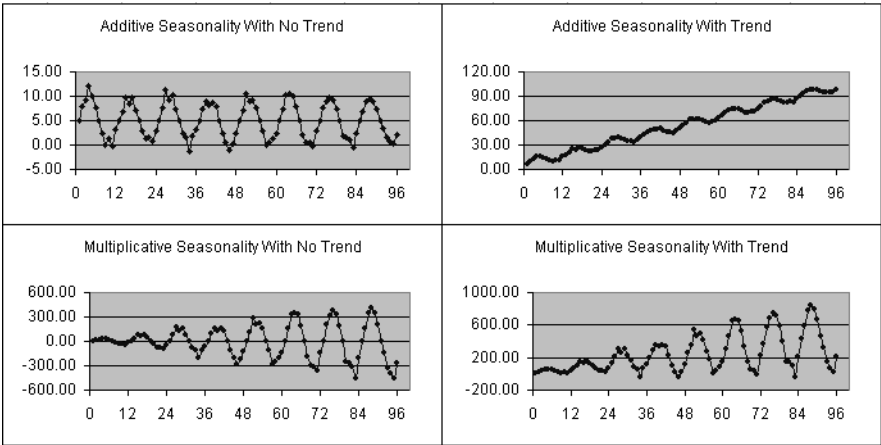 Additive Seasonality With No Trend
15.00
10.00
5.00
0.00
-5.00
0 12 24 36 48 60 72 84 96
Additive Seasonality With Trend
120.00
90.00
60.00
30.00
0.00
0 12 24 36 48 60 72 84 96
Multiplicative Seasonality With No Trend
600.00
300.00
0.00
-300.00
-600.00
0 12 24 36 48 60 72 84 96
Multiplicative Seasonality With Trend
1000.00
600.00
200.00
-200.00
0 12 24 36 48 60 72 84 96